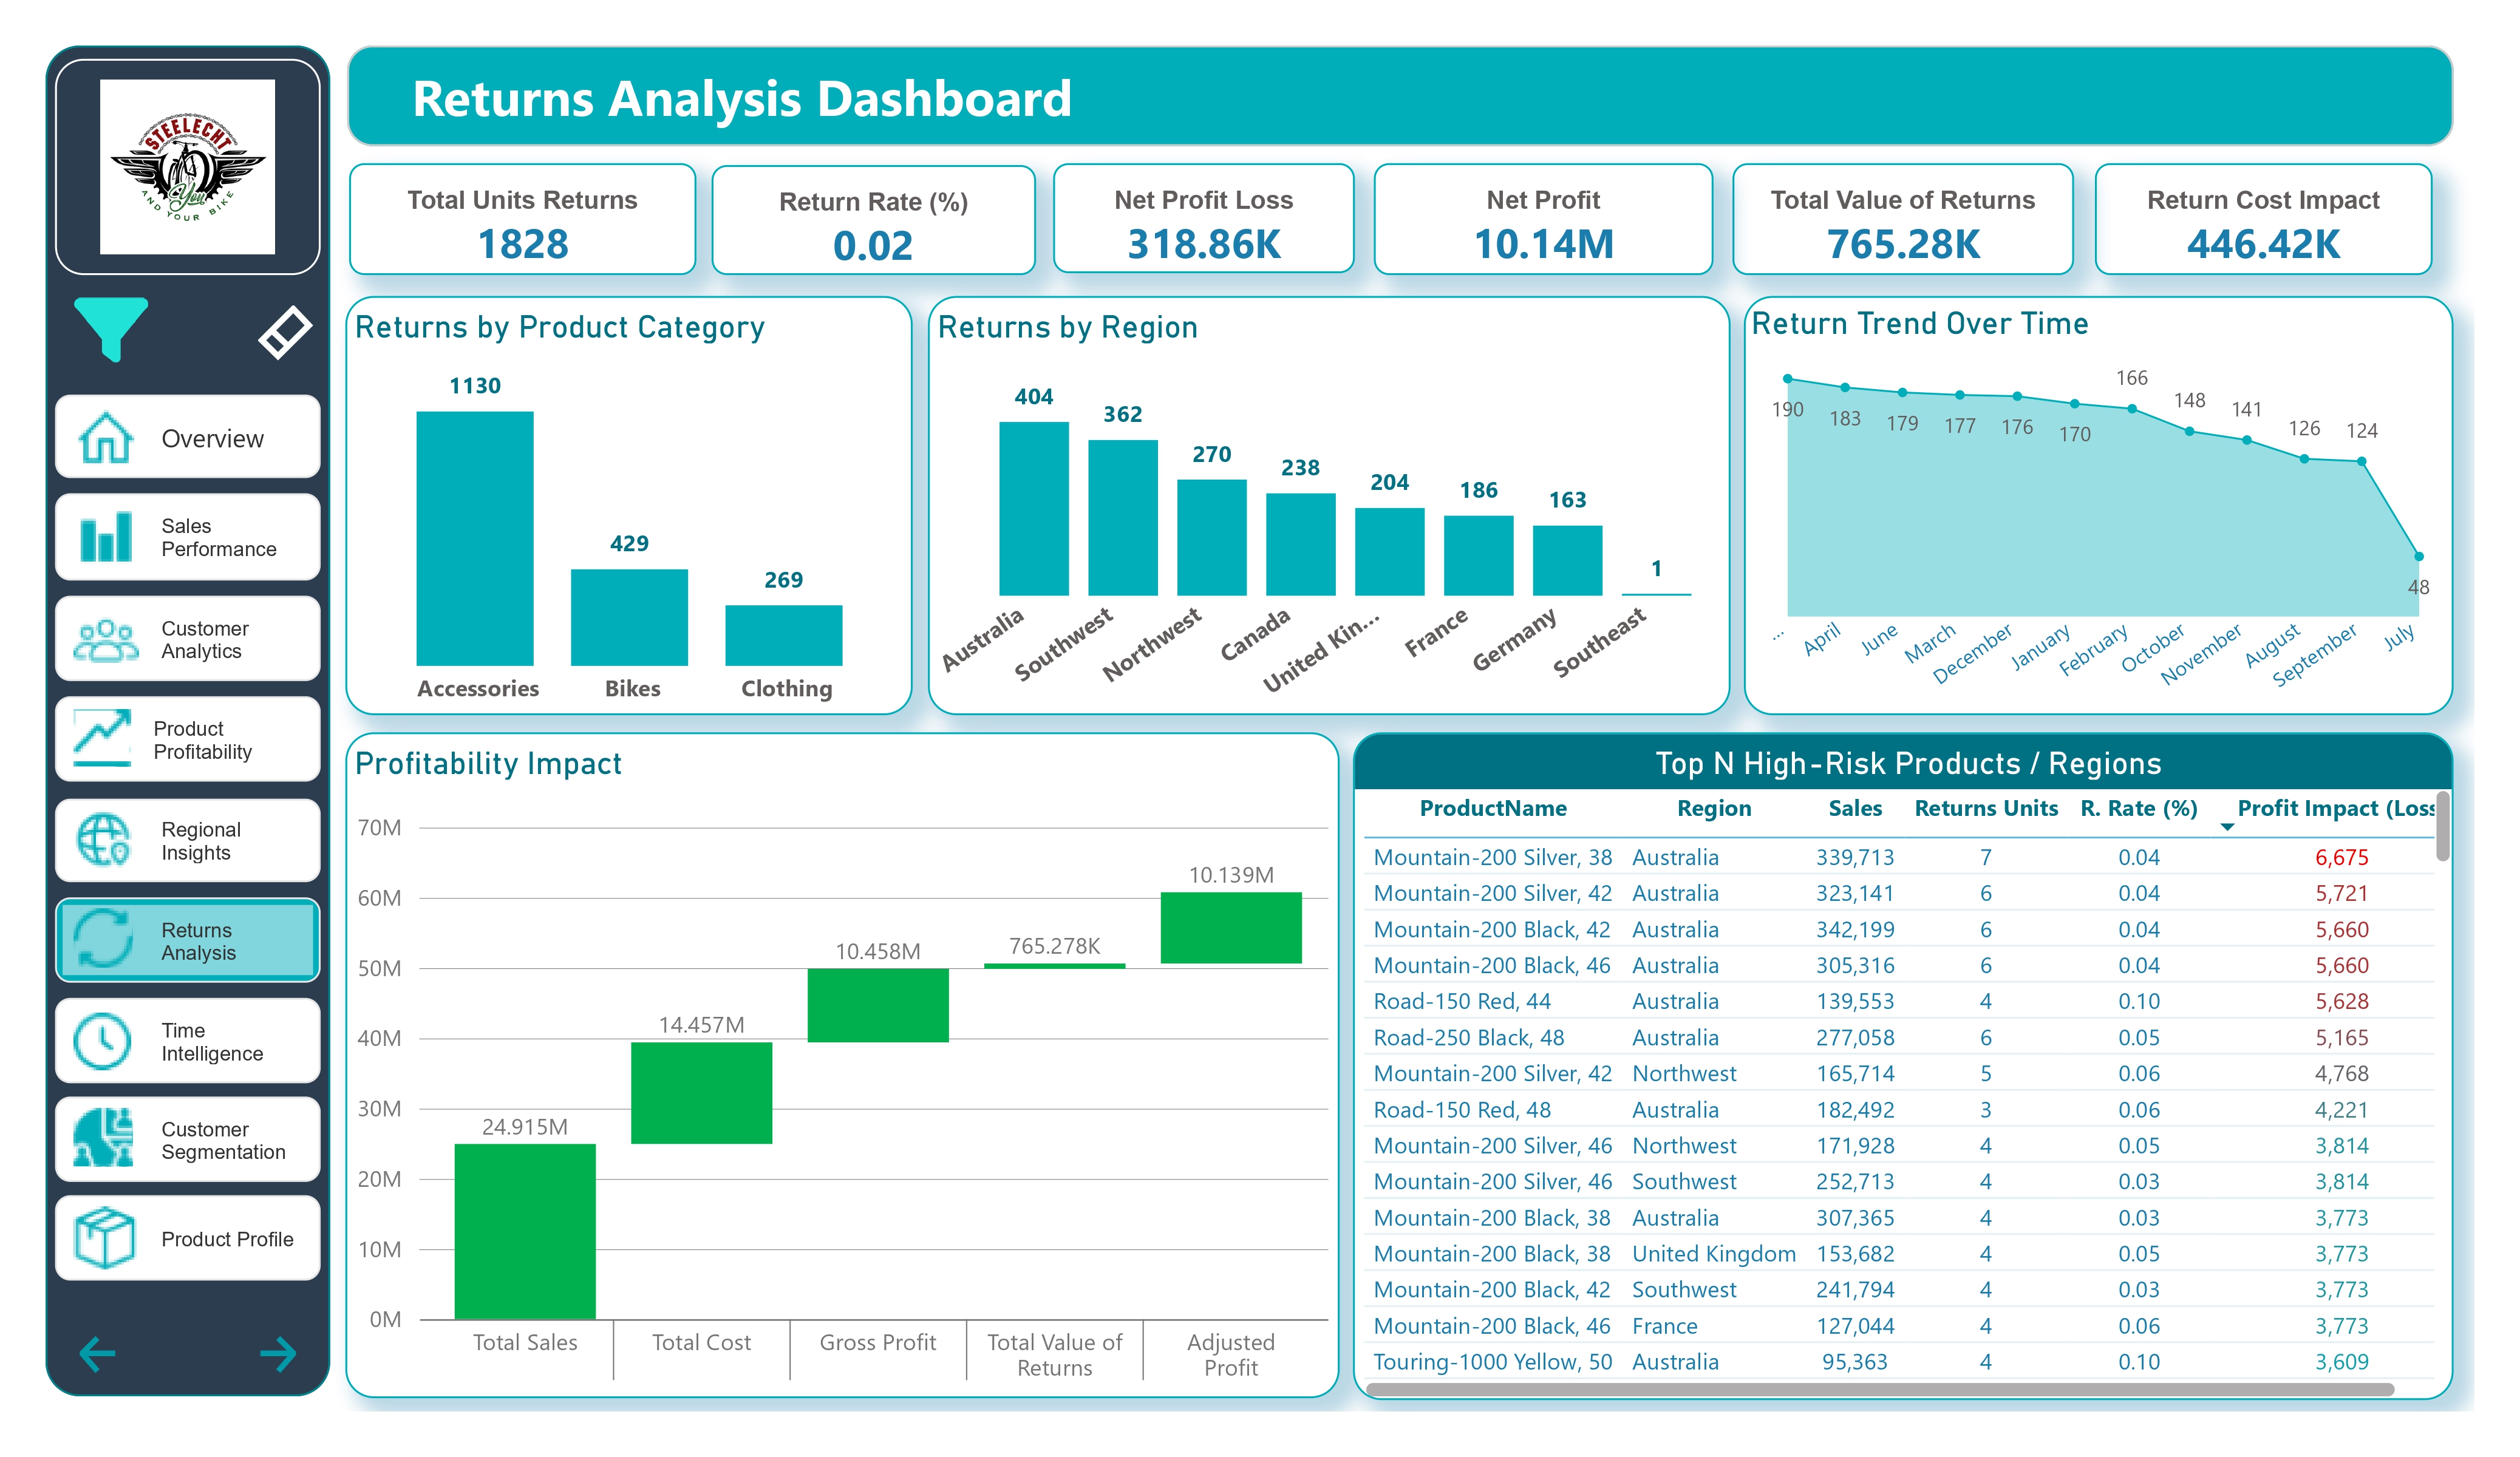 STEELECHT
You
AND YOUR BIKE
Overview
Sales
Performance
Customer
Analytics
Product
Profitability
Regional
Insights
Returns
Analysis
Time
Intelligence
Customer
Segmentation
Product Profile
Returns Analysis Dashboard
Total Units Returns
1828
Return Rate (%)
0.02
Net Profit Loss
318.86K
Net Profit
10.14M
Total Value of Returns
765.28K
Return Cost Impact
446.42K
Returns by Product Category
1130
429
269
Accessories Bikes Clothing
Returns by Region
404 362 270 238 204 186 163 1
Australia Southwest Northwest Canada United Kin... France Germany Southeast
Return Trend Over Time
190 183 179 177 176 170 166 148 141 126 124 48
... April June March December January February October November August September July
Profitability Impact
70M
60M
50M
40M
30M
20M
10M
0M
24.915M
14.457M
10.458M
765.278K
10.139M
Total Sales
Total Cost
Gross Profit
Total Value of
Returns
Adjusted
Profit
Top N High-Risk Products / Regions
ProductName Region Sales Returns Units R. Rate (%) Profit Impact (Loss
Mountain-200 Silver, 38 Australia 339,713 7 0.04 6,675
Mountain-200 Silver, 42 Australia 323,141 6 0.04 5,721
Mountain-200 Black, 42 Australia 342,199 6 0.04 5,660
Mountain-200 Black, 46 Australia 305,316 6 0.04 5,660
Road-150 Red, 44 Australia 139,553 4 0.10 5,628
Road-250 Black, 48 Australia 277,058 6 0.05 5,165
Mountain-200 Silver, 42 Northwest 165,714 5 0.06 4,768
Road-150 Red, 48 Australia 182,492 3 0.06 4,221
Mountain-200 Silver, 46 Northwest 171,928 4 0.05 3,814
Mountain-200 Silver, 46 Southwest 252,713 4 0.03 3,814
Mountain-200 Black, 38 Australia 307,365 4 0.03 3,773
Mountain-200 Black, 38 United Kingdom 153,682 4 0.05 3,773
Mountain-200 Black, 42 Southwest 241,794 4 0.03 3,773
Mountain-200 Black, 46 France 127,044 4 0.06 3,773
Touring-1000 Yellow, 50 Australia 95,363 4 0.10 3,609